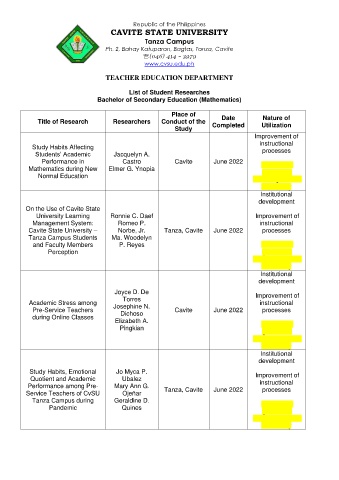 Republic of the Philippines
CAVITE STATE UNIVERSITY
Tanza Campus
Ph. 2, Bahay Katuparan, Bagtas, Tanza, Cavite
☏(046) 414 – 3979
www.cvsu.edu.ph
TEACHER EDUCATION DEPARTMENT
List of Student Researches
Bachelor of Secondary Education (Mathematics)
Title of Research
Researchers
Place of
Conduct of the
Study
Date
Completed
Nature of
Utilization
Study Habits Affecting
Students' Academic
Performance in
Mathematics during New
Normal Education
Jacquelyn A.
Castro
Elmer G. Ynopia
Cavite
June 2022
Improvement of
instructional
processes
On the Use of Cavite State
University Learning
Management System:
Cavite State University –
Tanza Campus Students
and Faculty Members
Perception
Ronnie C. Daef
Romeo P.
Norbe, Jr.
Ma. Woodelyn
P. Reyes
Tanza, Cavite
June 2022
Institutional
development
Improvement of
instructional
processes
Academic Stress among
Pre-Service Teachers
during Online Classes
Joyce D. De
Torres
Josephine N.
Dichoso
Elizabeth A.
Plngkian
Cavite
June 2022
Institutional
development
Improvement of
instructional
processes
Study Habits, Emotional
Quotient and Academic
Performance among Pre-
Service Teachers of CvSU
Tanza Campus during
Pandemic
Jo Myca P.
Ubalez
Mary Ann G.
Ojeñar
Geraldine D.
Quines
Tanza, Cavite
June 2022
Institutional
development
Improvement of
Instructional
processes